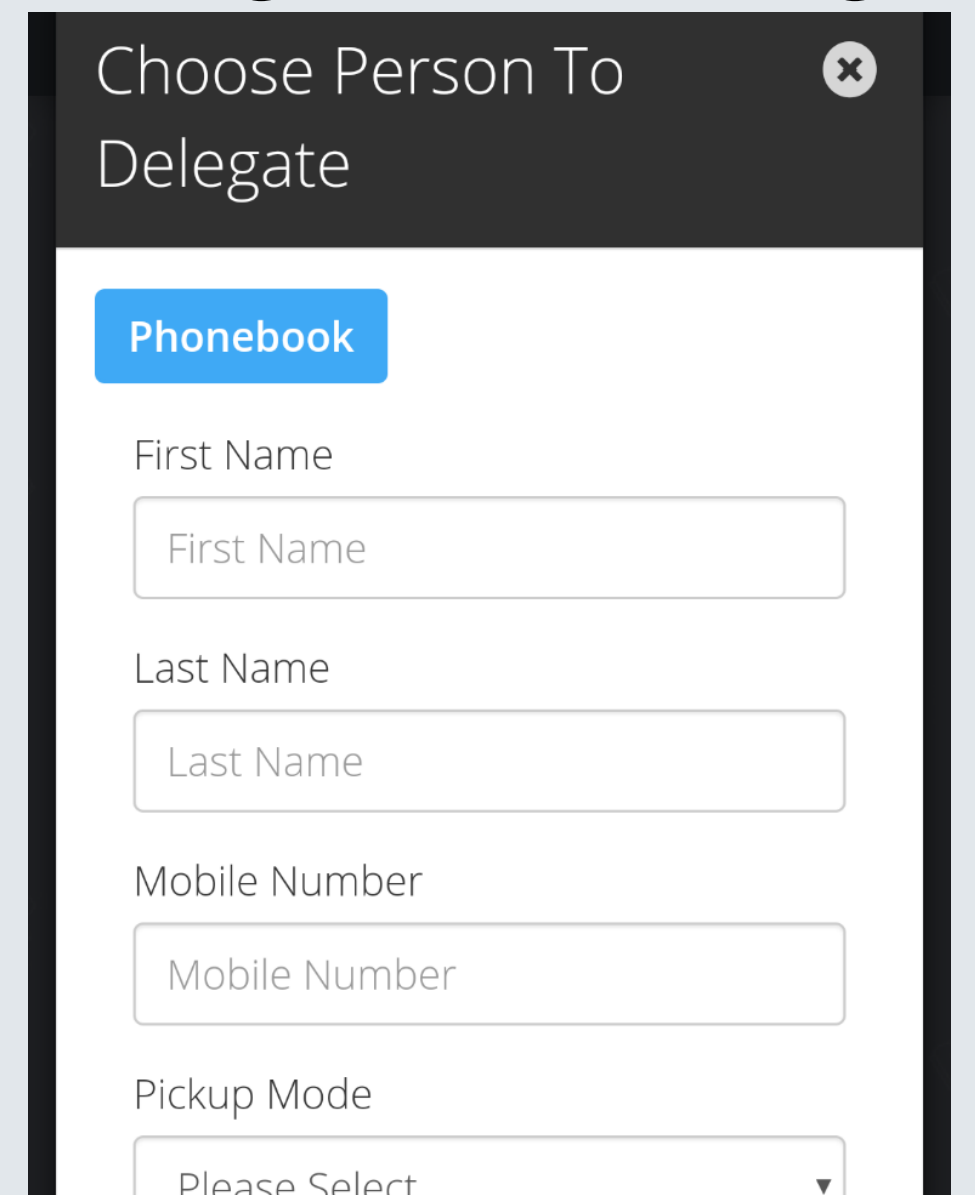 Choose Person To
Delegate
Phonebook
First Name
First Name
Last Name
Last Name
Mobile Number
Mobile Number
Pickup Mode
Please Select